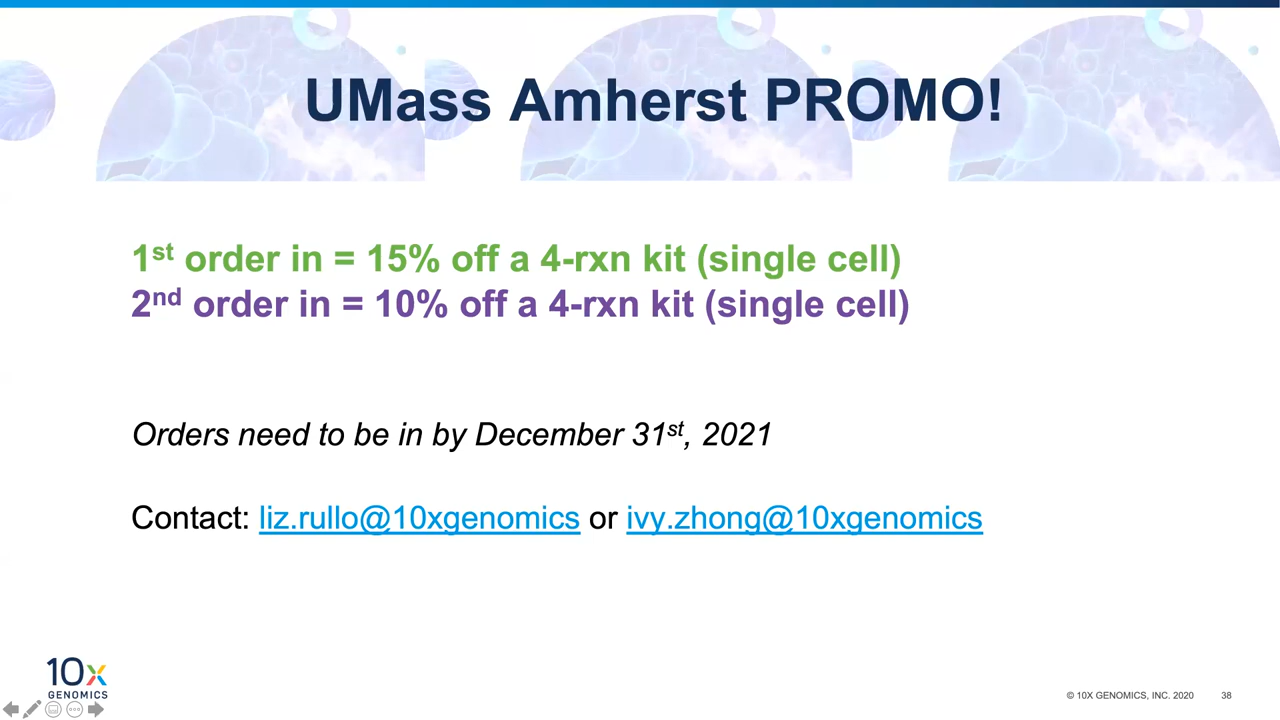 UMass Amherst PROMO!
1st order in = 15% off a 4-rxn kit (single cell)
2nd order in = 10% off a 4-rxn kit (single cell)
Orders need to be in by December 31st, 2021
Contact: liz.rullo@10xgenomics or ivy.zhong@10xgenomics
10x
GENOMICS
© 10X GENOMICS, INC. 2020 38